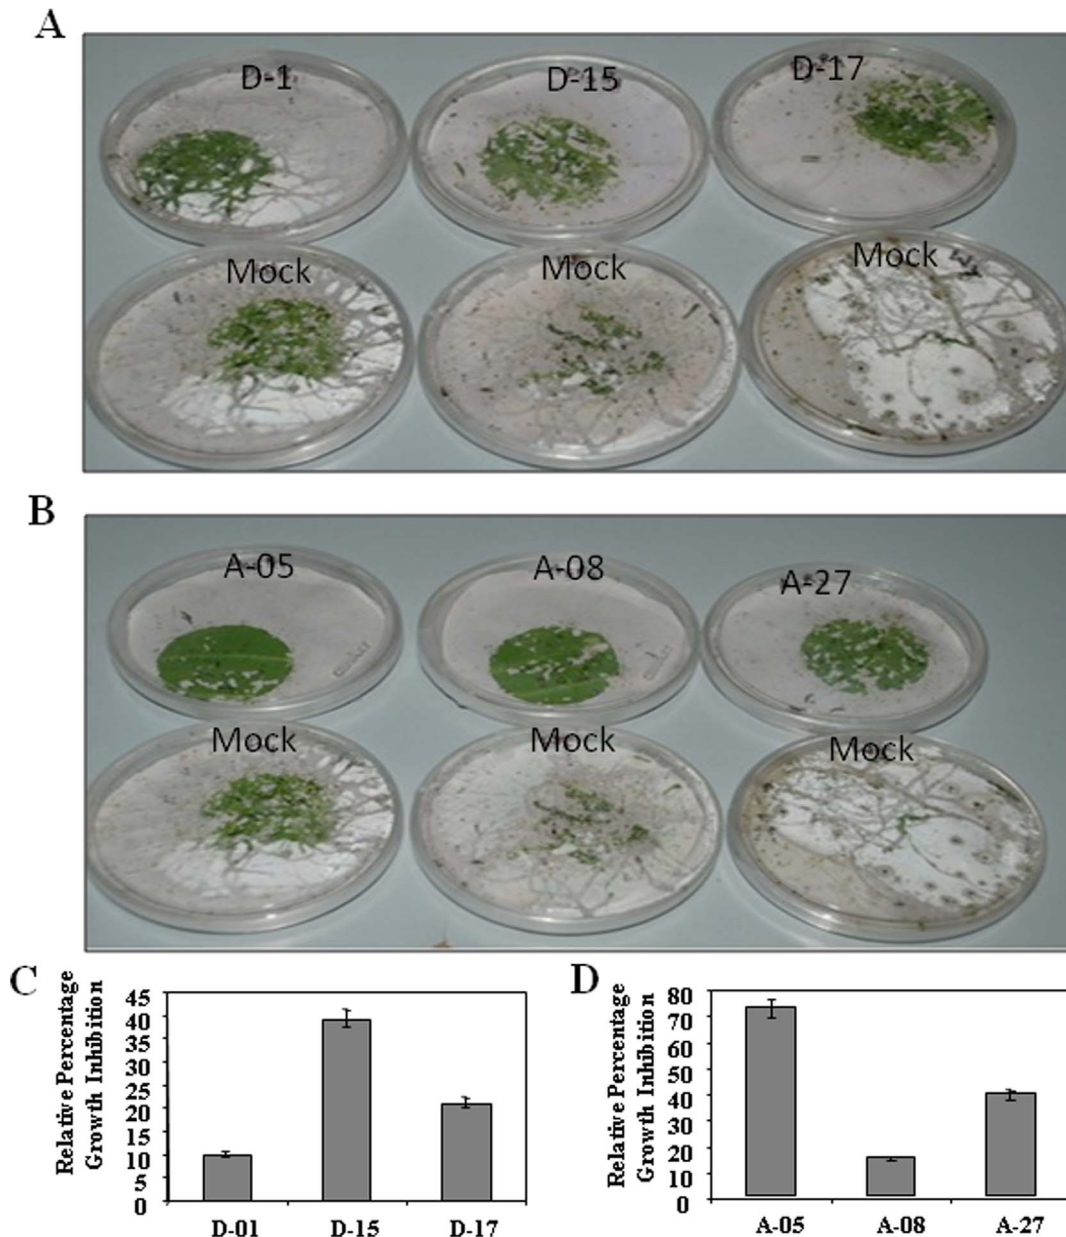 A
D-1
D-15
D-17
Mock
Mock
Mock
B
A-05
A-08
A-27
Mock
Mock
Mock
C
Relative Percentage
Growth Inhibition
45
40
35
30
25
20
15
10
5
0
D-01
D-15
D-17
D
Relative Percentage
Growth Inhibition
80
70
60
50
40
30
20
10
0
A-05
A-08
A-27